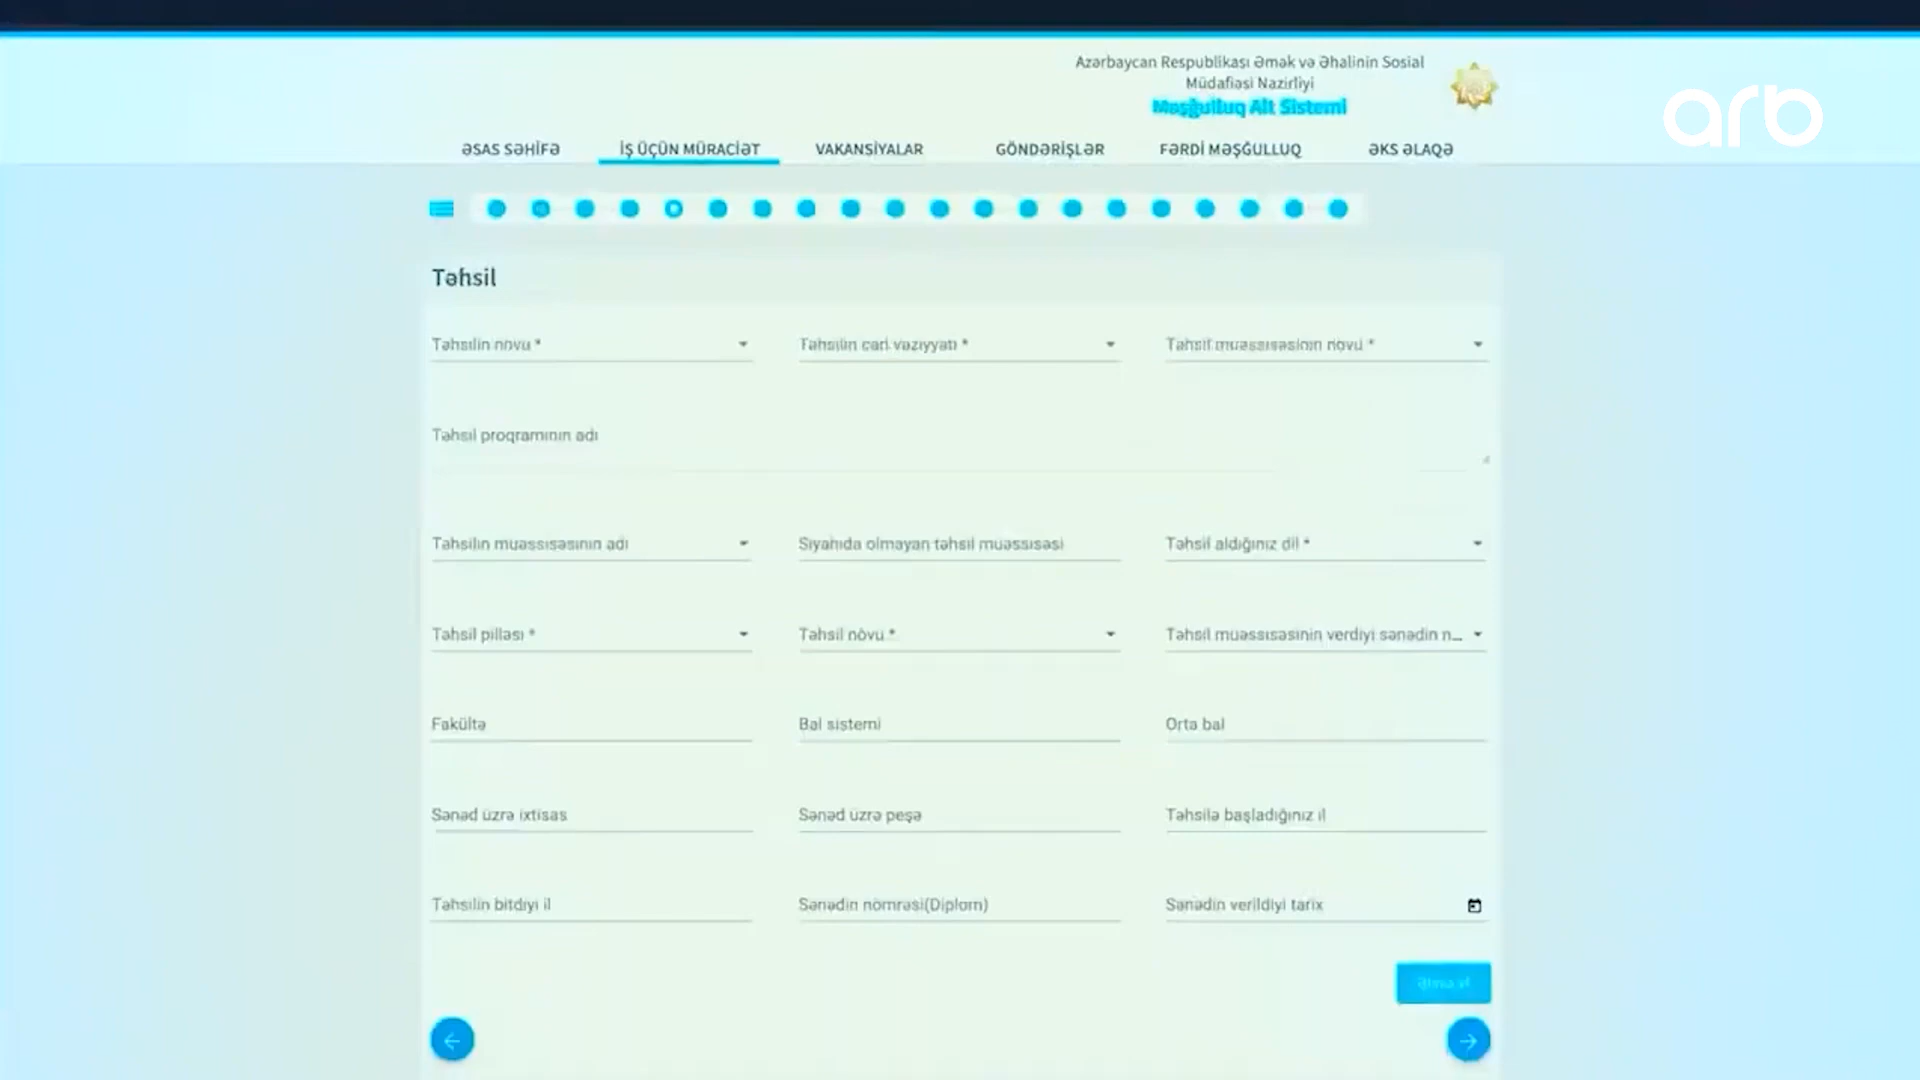 Azərbaycan Respublikası Əmək və Əhalinin Sosial
Müdafiəsi Nazirliyi
Məşğulluq Alt Sistemi
arb
ƏSAS SƏHİFƏ
İŞ ÜÇÜN MÜRACİƏT
VAKANSİYALAR
GÖNDƏRİŞLƏR
FƏRDİ MƏŞĞULLUQ
ƏKS ƏLAQƏ
Təhsil
Təhsilin növü *
Təhsilin cari vəziyyəti *
Təhsil müəssisəsinin növü *
Təhsil proqramının adı
Təhsilin müəssisəsinin adı
Siyahıda olmayan təhsil müəssisəsi
Təhsil aldığınız dil *
Təhsil pilləsi *
Təhsil növü *
Təhsil müəssisəsinin verdiyi sənədin n...
Fakültə
Bal sistemi
Orta bal
Sənəd üzrə ixtisas
Sənəd üzrə peşə
Təhsilə başladığınız il
Təhsilin bitdiyi il
Sənədin nömrəsi(Diplom)
Sənədin verildiyi tarix